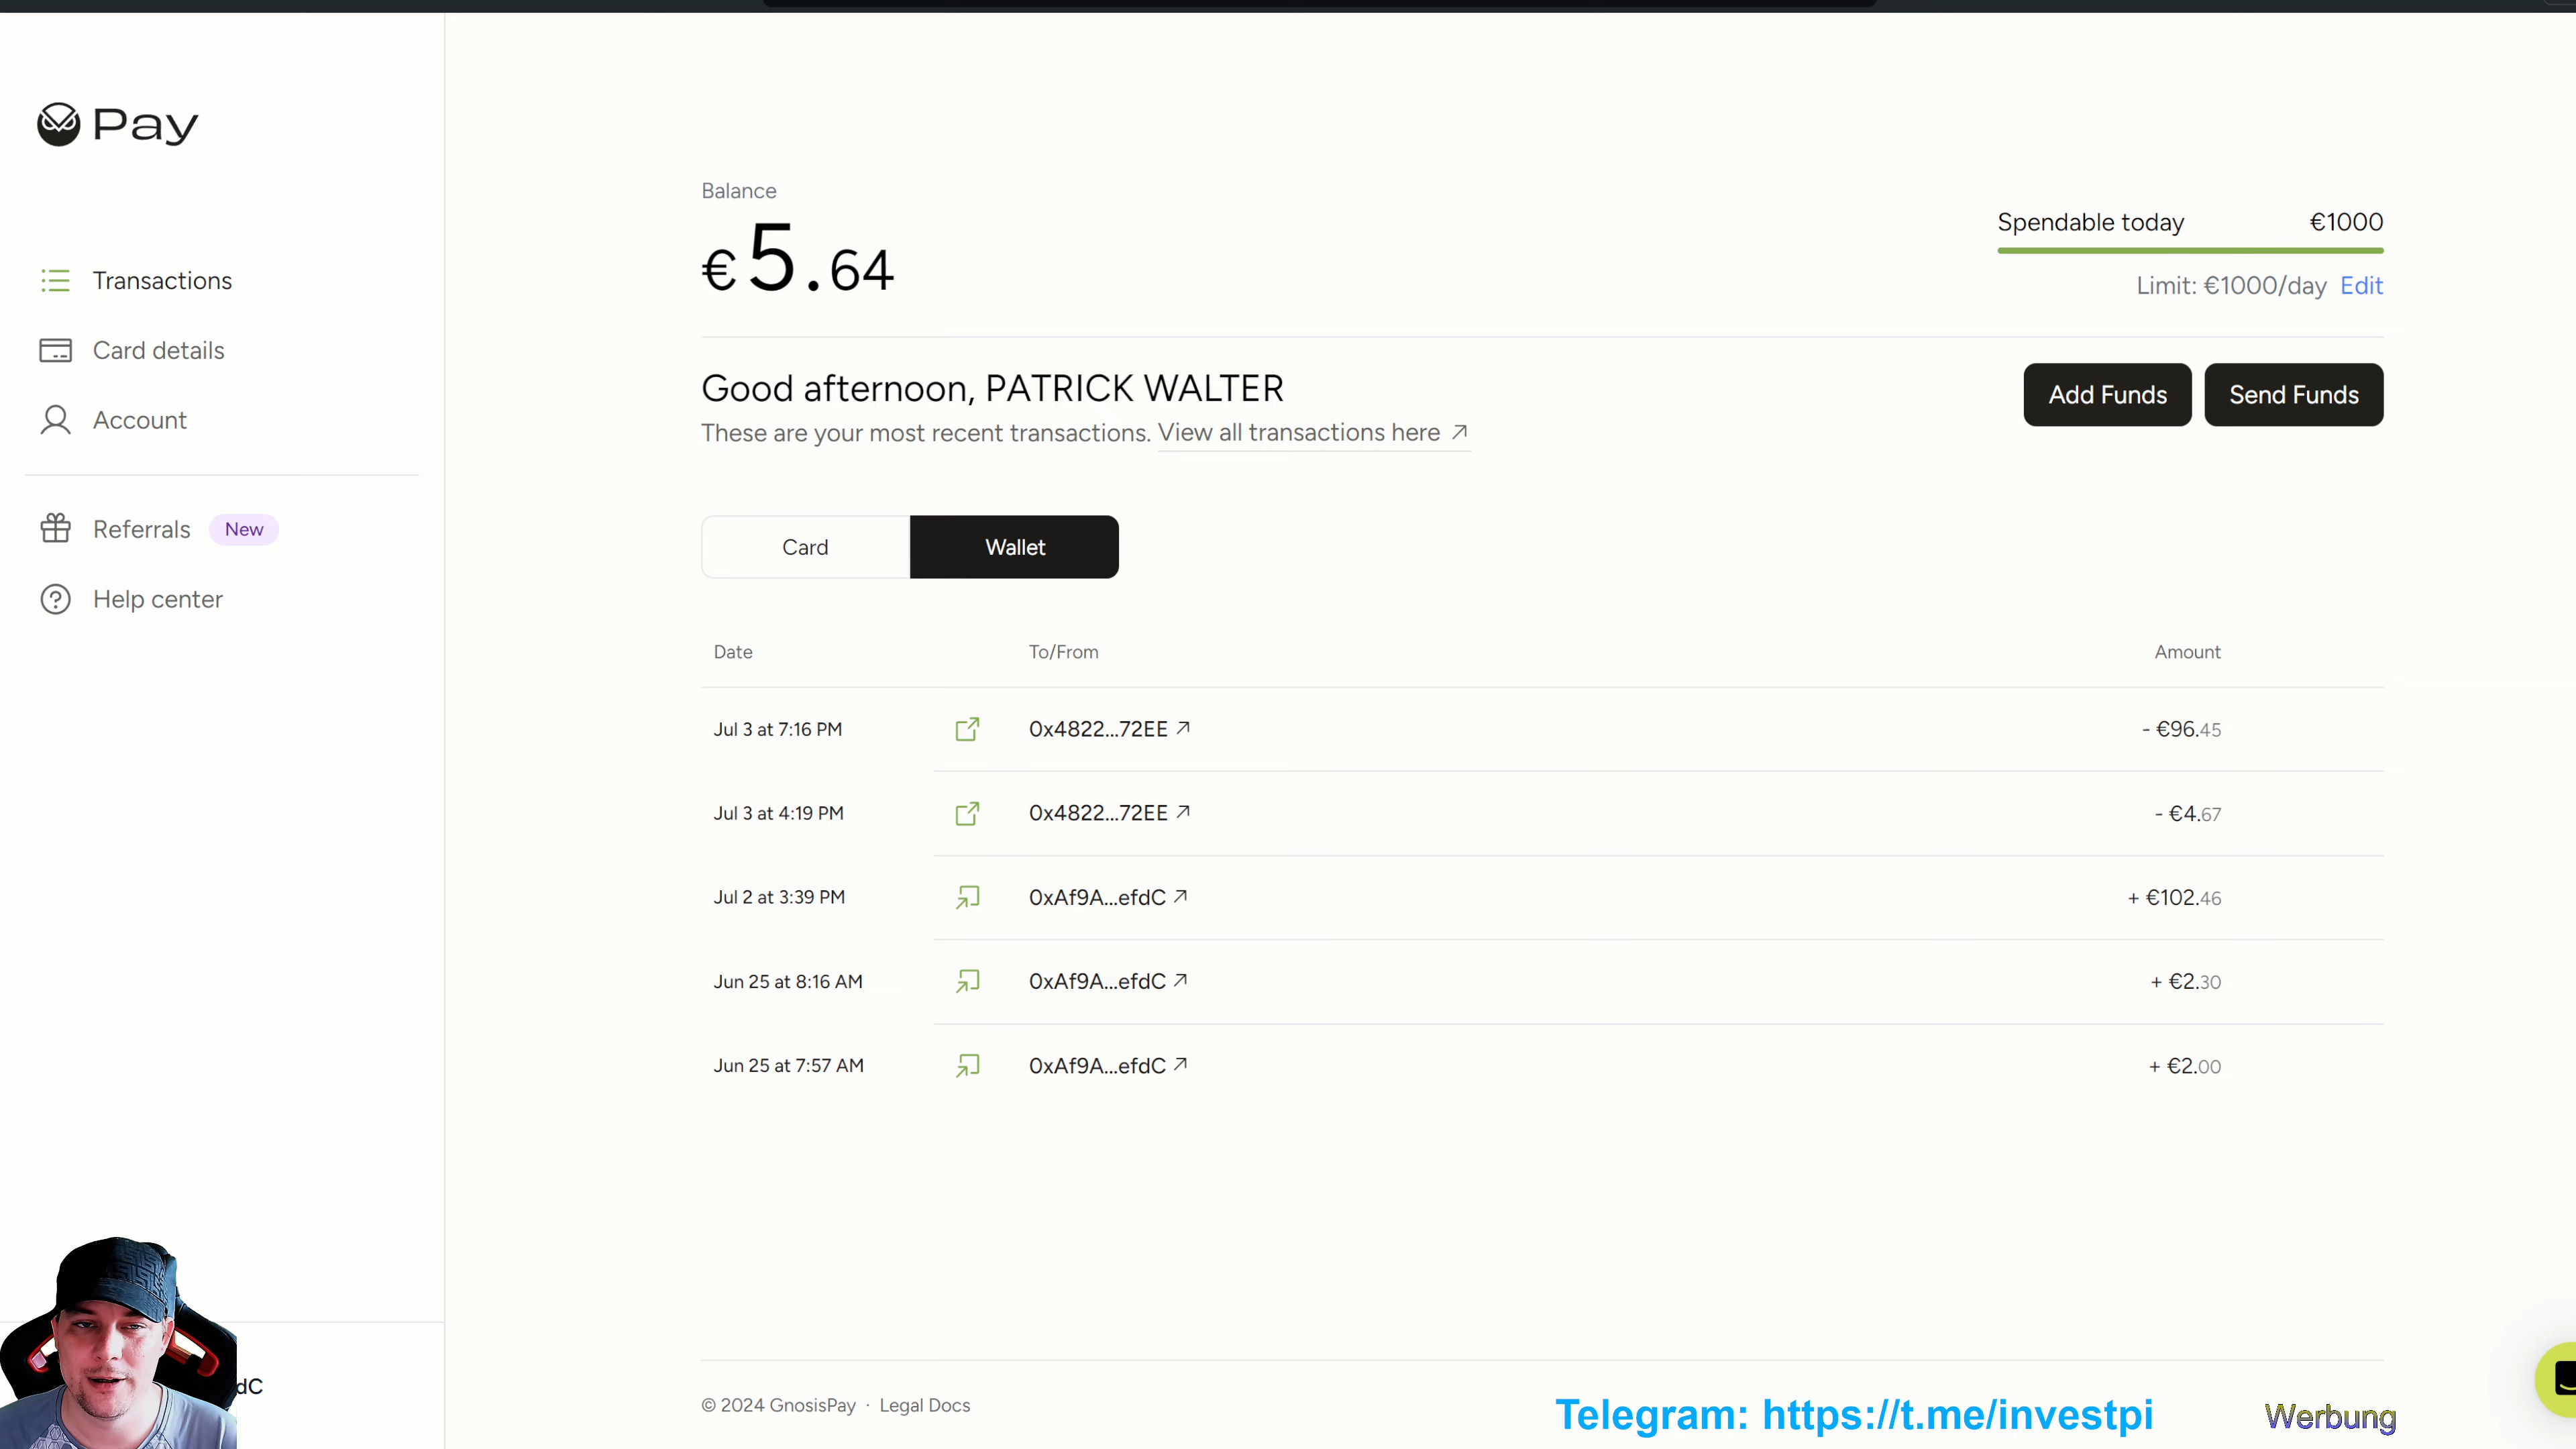 Pay
Transactions
Card details
Account
Referrals New
Help center
dC
Balance
€5.64
Spendable today €1000
Limit: €1000/day Edit
Good afternoon, PATRICK WALTER
These are your most recent transactions. View all transactions here
Add Funds Send Funds
Card Wallet
Date To/From Amount
Jul 3 at 7:16 PM 0x4822...72EE - €96.45
Jul 3 at 4:19 PM 0x4822...72EE - €4.67
Jul 2 at 3:39 PM 0xAf9A...efdC + €102.46
Jun 25 at 8:16 AM 0xAf9A...efdC + €2.30
Jun 25 at 7:57 AM 0xAf9A...efdC + €2.00
© 2024 GnosisPay · Legal Docs
Telegram: https://t.me/investpi
Werbung